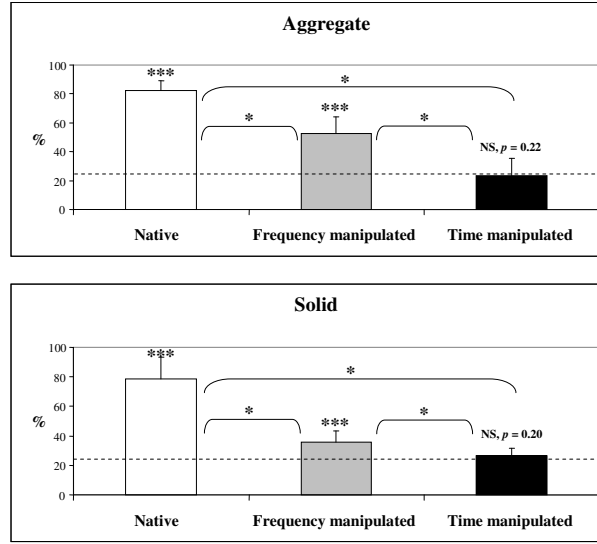 Aggregate
100
80
60
40
20
0
%
***
*
***
*
*
NS, p = 0.22
Native
Frequency manipulated
Time manipulated
Solid
100
80
60
40
20
0
%
***
*
***
*
*
NS, p = 0.20
Native
Frequency manipulated
Time manipulated